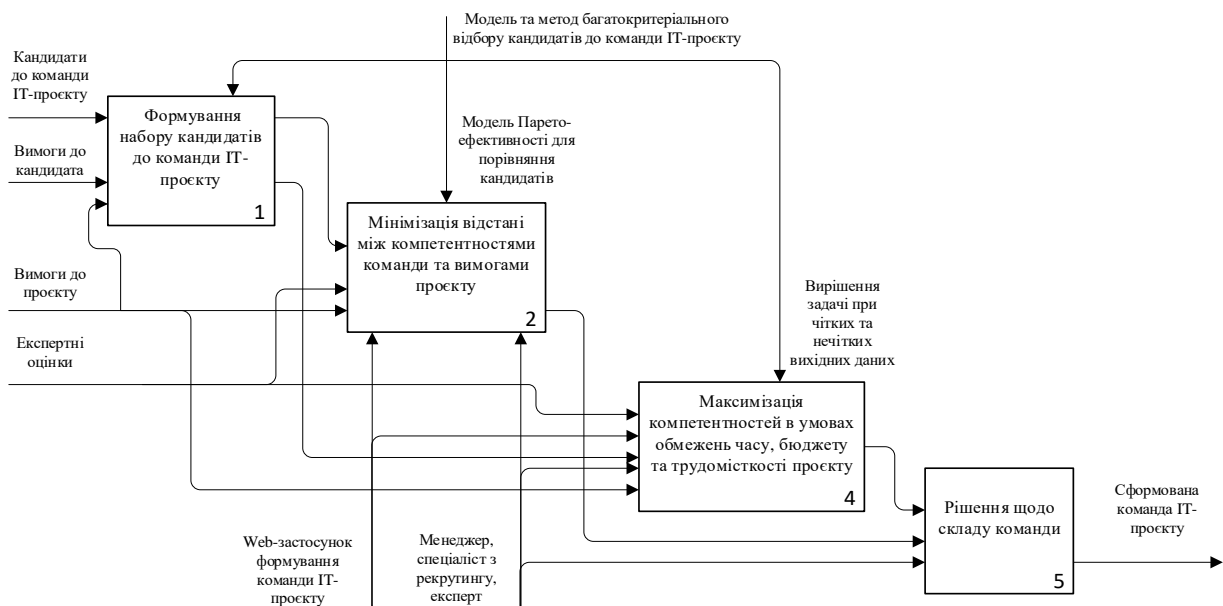 Модель та метод багатокритеріального
відбору кандидатів до команди ІТ-проєкту
Кандидати
до команди
ІТ-проєкту
Вимоги до
кандидата
Формування
набору кандидатів
до команди ІТ-
проєкту
1
Модель Парето-
ефективності для
порівняння
кандидатів
Мінімізація відстані
між компетентностями
команди та вимогами
проєкту
2
Вимоги до
проєкту
Експертні
оцінки
Вирішення
задачі при
чітких та
нечітких
вихідних даних
Максимізація
компетентностей в умовах
обмежень часу, бюджету
та трудомісткості проєкту
4
Рішення щодо
складу команди
5
Сформована
команда ІТ-
проєкту
Web-застосунок
формування
команди ІТ-
проєкту
Менеджер,
спеціаліст з
рекрутингу,
експерт